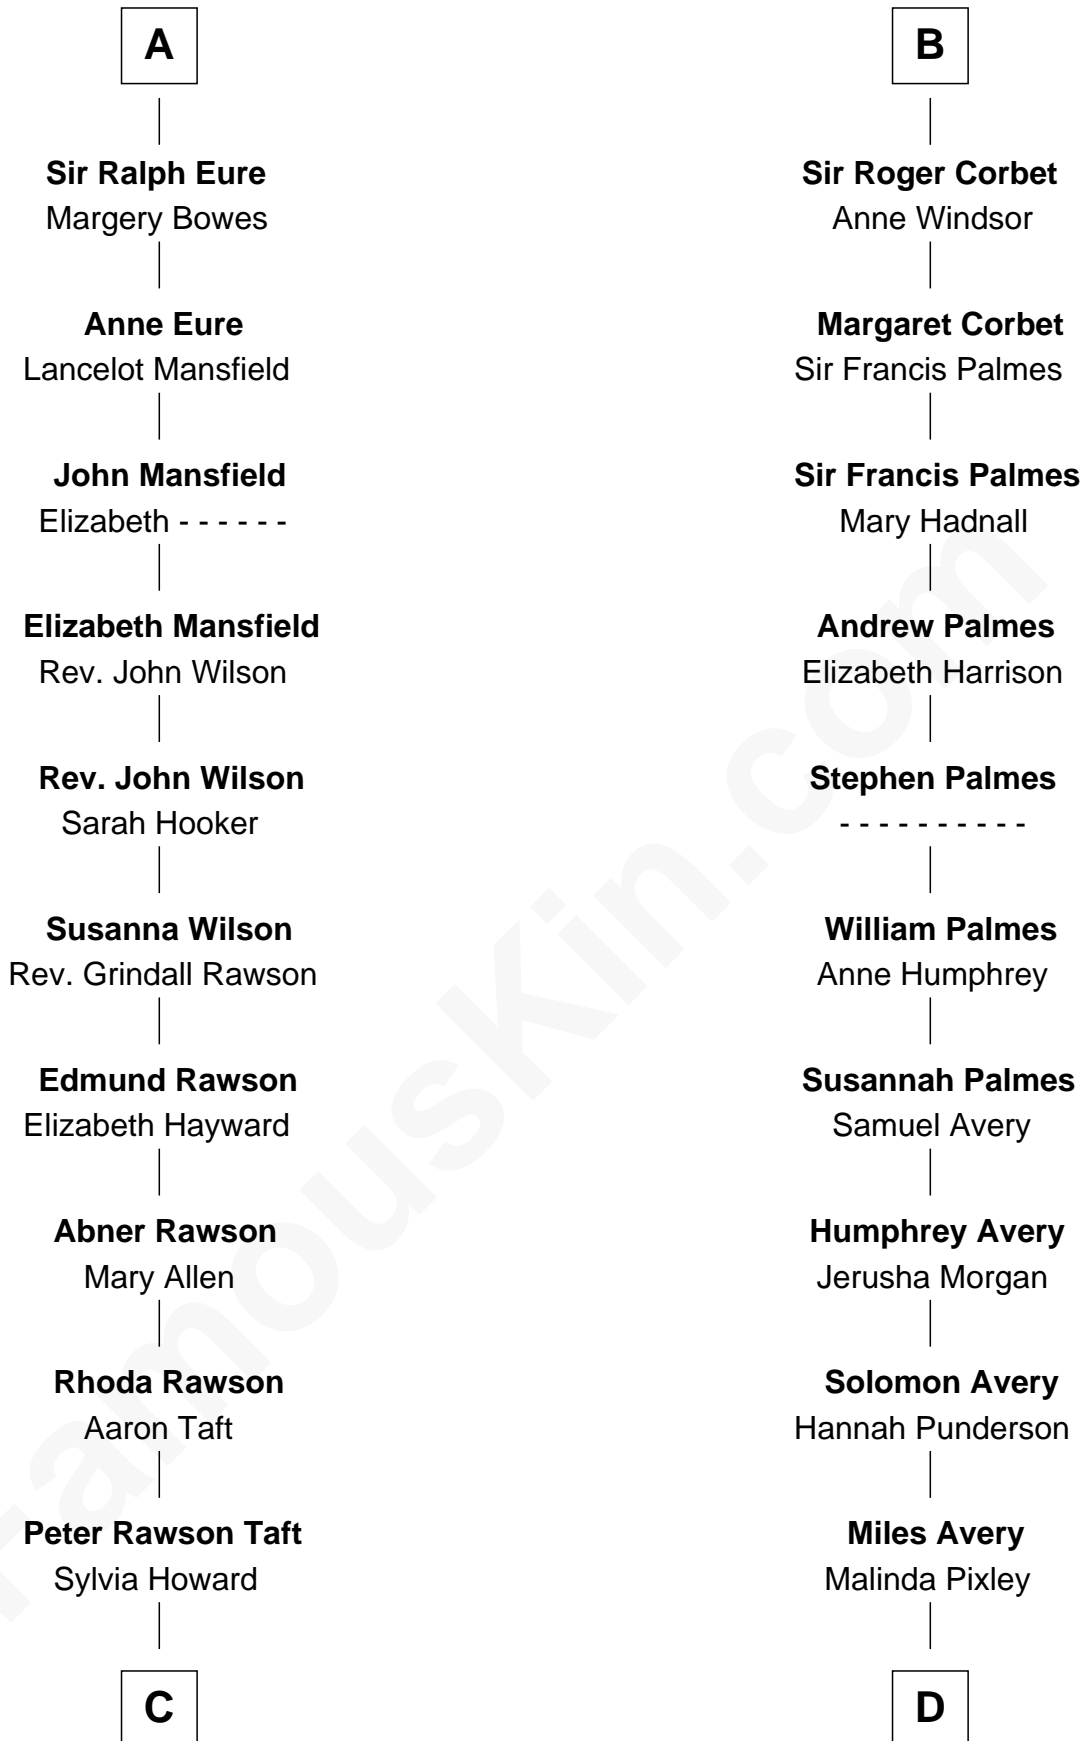 A
Sir Ralph Eure
Margery Bowes
Anne Eure
Lancelot Mansfield
John Mansfield
Elizabeth - - - - - -
Elizabeth Mansfield
Rev. John Wilson
Rev. John Wilson
Sarah Hooker
Susanna Wilson
Rev. Grindall Rawson
Edmund Rawson
Elizabeth Hayward
Abner Rawson
Mary Allen
Rhoda Rawson
Aaron Taft
Peter Rawson Taft
Sylvia Howard
C
B
Sir Roger Corbet
Anne Windsor
Margaret Corbet
Sir Francis Palmes
Sir Francis Palmes
Mary Hadnall
Andrew Palmes
Elizabeth Harrison
Stephen Palmes
- - - - - - - - - -
William Palmes
Anne Humphrey
Susannah Palmes
Samuel Avery
Humphrey Avery
Jerusha Morgan
Solomon Avery
Hannah Punderson
Miles Avery
Malinda Pixley
D
FamousKin.com